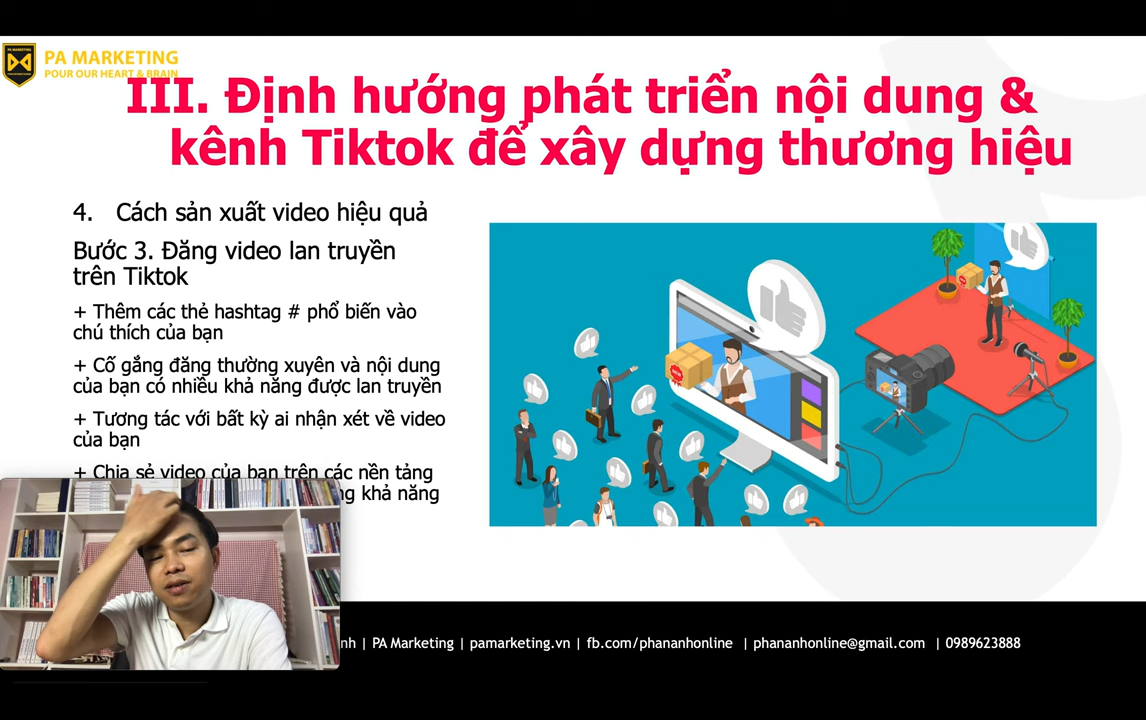 PA MARKETING
POUR OUR HEART & BRAIN
III. Định hướng phát triển nội dung &
kênh Tiktok để xây dựng thương hiệu
4. Cách sản xuất video hiệu quả
Bước 3. Đăng video lan truyền
trên Tiktok
+ Thêm các thẻ hashtag # phổ biến vào
chú thích của bạn
+ Cố gắng đăng thường xuyên và nội dung
của bạn có nhiều khả năng được lan truyền
+ Tương tác với bất kỳ ai nhận xét về video
của bạn
+ Chia sẻ video của bạn trên các nền tảng
khả năng
| PA Marketing | pamarketing.vn | fb.com/phananhonline | phananhonline@gmail.com | 0989623888